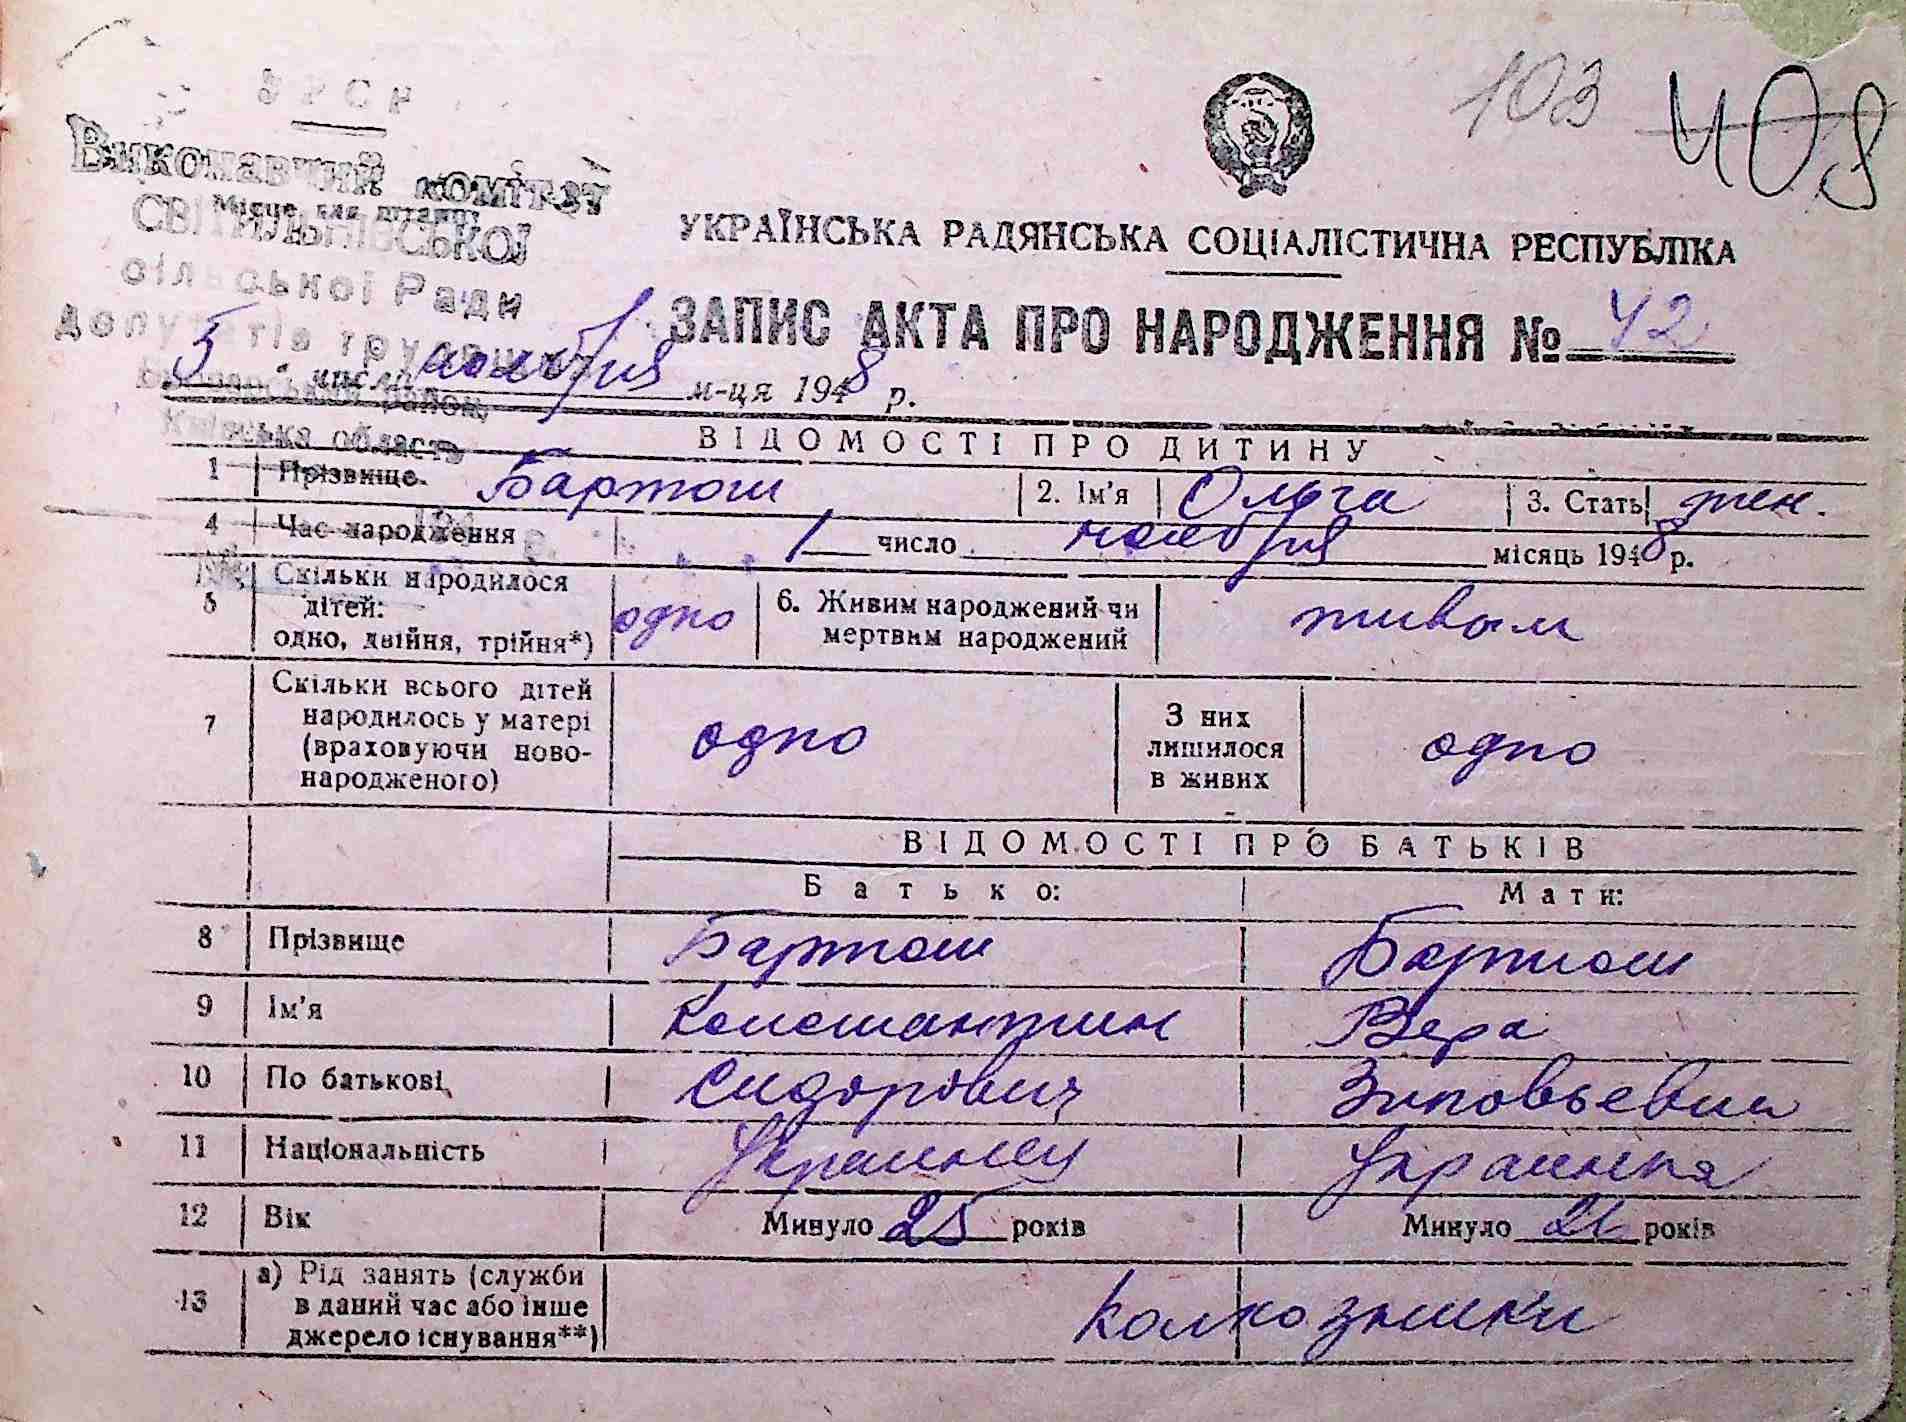 103 408
УРСР
Виконавчий комітет
Місце для штампу
СВІТИЛЬНІВСЬКОЇ
сільської Ради
депутатів трудящих
район,
Київська область
УКРАЇНСЬКА РАДЯНСЬКА СОЦІАЛІСТИЧНА РЕСПУБЛІКА
ЗАПИС АКТА ПРО НАРОДЖЕННЯ № 42
5 " число ноября м-ця 1948 р.
ВІДОМОСТІ ПРО ДИТИНУ
1 Прізвище. Бартош 2. Ім'я Ольга 3. Стать жен.
4 Час народження 1 число ноября місяць 1948 р.
5 Скільки народилося дітей: одно, двійня, трійня*) одно 6. Живим народжений чи мертвим народжений живым
7 Скільки всього дітей народилось у матері (враховуючи новонародженого) одно З них лишилося в живих одно
ВІДОМОСТІ ПРО БАТЬКІВ
Батько: Мати:
8 Прізвище Бартош Бартош
9 Ім'я Константин Вера
10 По батькові Сидорович Зиновьевна
11 Національність Украинец Украинка
12 Вік Минуло 25 років Минуло років
13 а) Рід занять (служби в даний час або інше джерело існування**) Колхозники